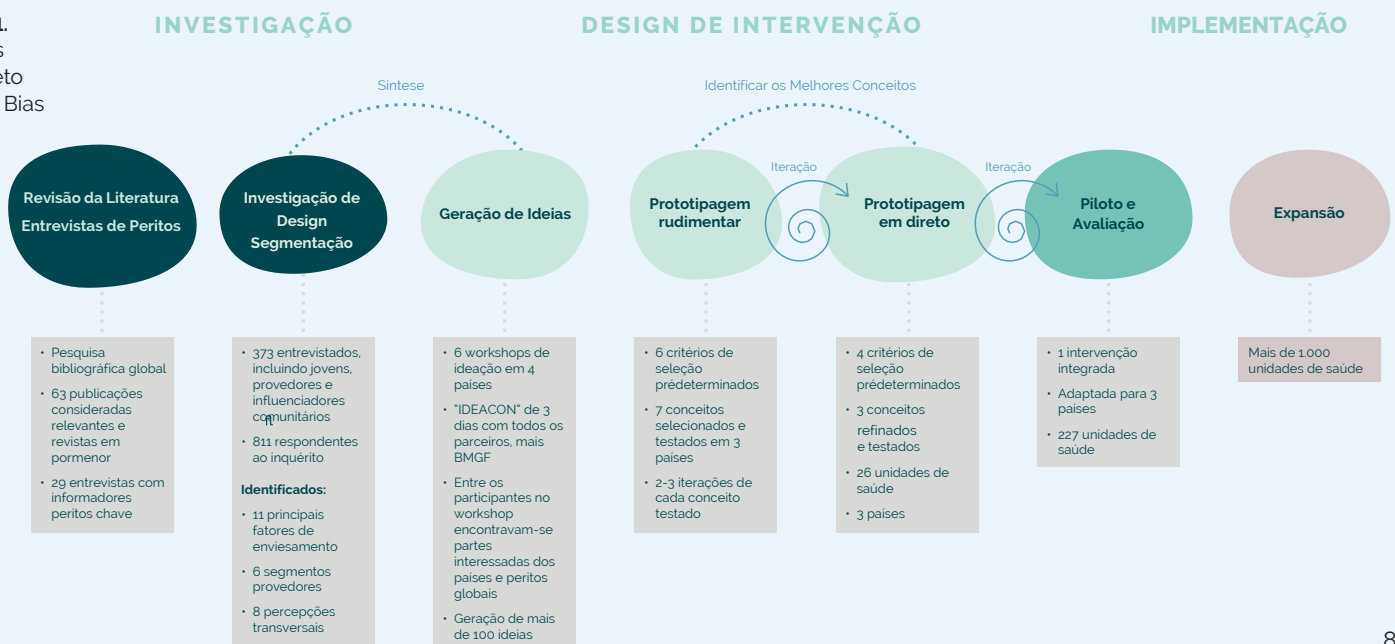 INVESTIGAÇÃO
DESIGN DE INTERVENÇÃO
IMPLEMENTAÇÃO
1.
s
eto
Bias
Síntese
Identificar os Melhores Conceitos
Revisão da Literatura
Entrevistas de Peritos
Investigação de
Design
Segmentação
Geração de Ideias
Prototipagem
rudimentar
Iteração
Prototipagem
em direto
Iteração
Piloto e
Avaliação
Expansão
• Pesquisa
bibliográfica global
• 63 publicações
consideradas
relevantes e
revistas em
pormenor
• 29 entrevistas com
informadores
peritos chave
• 373 entrevistados,
incluindo jovens,
provedores e
influenciadores
comunitários
fl
• 811 respondentes
ao inquérito
Identificados:
• 11 principais
fatores de
enviesamento
• 6 segmentos
provedores
• 8 percepções
transversais
• 6 workshops de
ideação em 4
países
• "IDEACON" de 3
dias com todos os
parceiros, mais
BMGF
• Entre os
participantes no
workshop
encontravam-se
partes
interessadas dos
países e peritos
globais
• Geração de mais
de 100 ideias
• 6 critérios de
seleção
prédeterminados
• 7 conceitos
selecionados e
testados em 3
países
• 2-3 iterações de
cada conceito
testado
• 4 critérios de
seleção
prédeterminados
• 3 conceitos
refinados
e testados
• 26 unidades de
saúde
• 3 países
• 1 intervenção
integrada
• Adaptada para 3
países
• 227 unidades de
saúde
Mais de 1.000
unidades de saúde
8